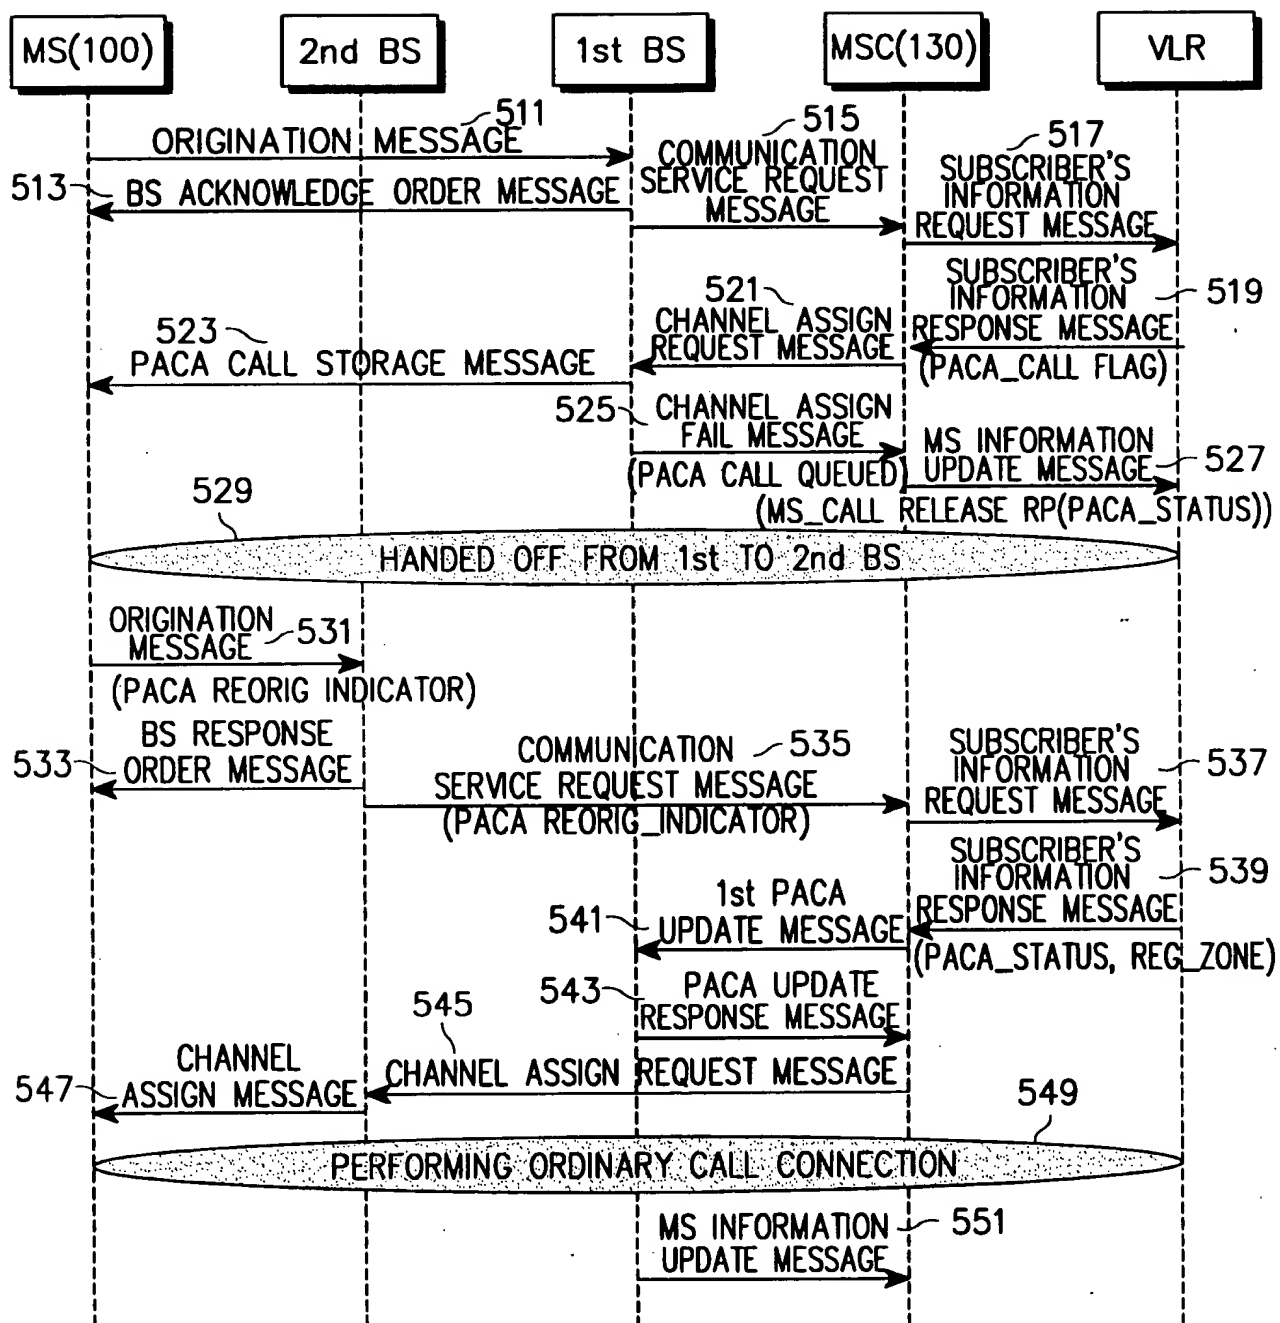 MS(100)
2nd BS
1st BS
MSC(130)
VLR
511
ORIGINATION MESSAGE
513
BS ACKNOWLEDGE ORDER MESSAGE
515
COMMUNICATION
SERVICE REQUEST
MESSAGE
517
SUBSCRIBER'S
INFORMATION
REQUEST MESSAGE
SUBSCRIBER'S
INFORMATION
RESPONSE MESSAGE
519
(PACA_CALL FLAG)
521
CHANNEL ASSIGN
REQUEST MESSAGE
523
PACA CALL STORAGE MESSAGE
525
CHANNEL ASSIGN
FAIL MESSAGE
(PACA CALL QUEUED)
MS INFORMATION
UPDATE MESSAGE
527
(MS_CALL RELEASE RP(PACA_STATUS))
529
HANDED OFF FROM 1st TO 2nd BS
ORIGINATION
MESSAGE
531
(PACA REORIG INDICATOR)
BS RESPONSE
ORDER MESSAGE
533
COMMUNICATION
SERVICE REQUEST MESSAGE
535
(PACA REORIG_INDICATOR)
SUBSCRIBER'S
INFORMATION
REQUEST MESSAGE
537
SUBSCRIBER'S
INFORMATION
RESPONSE MESSAGE
539
(PACA_STATUS, REG_ZONE)
1st PACA
UPDATE MESSAGE
541
543
PACA UPDATE
RESPONSE MESSAGE
545
CHANNEL ASSIGN REQUEST MESSAGE
CHANNEL
ASSIGN MESSAGE
547
549
PERFORMING ORDINARY CALL CONNECTION
MS INFORMATION
UPDATE MESSAGE
551